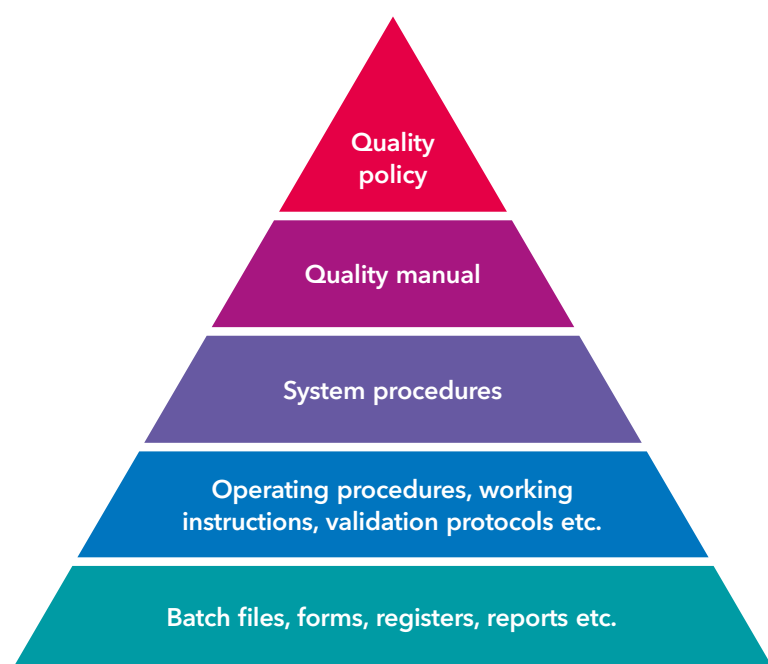 Quality
policy
Quality manual
System procedures
Operating procedures, working
instructions, validation protocols etc.
Batch files, forms, registers, reports etc.